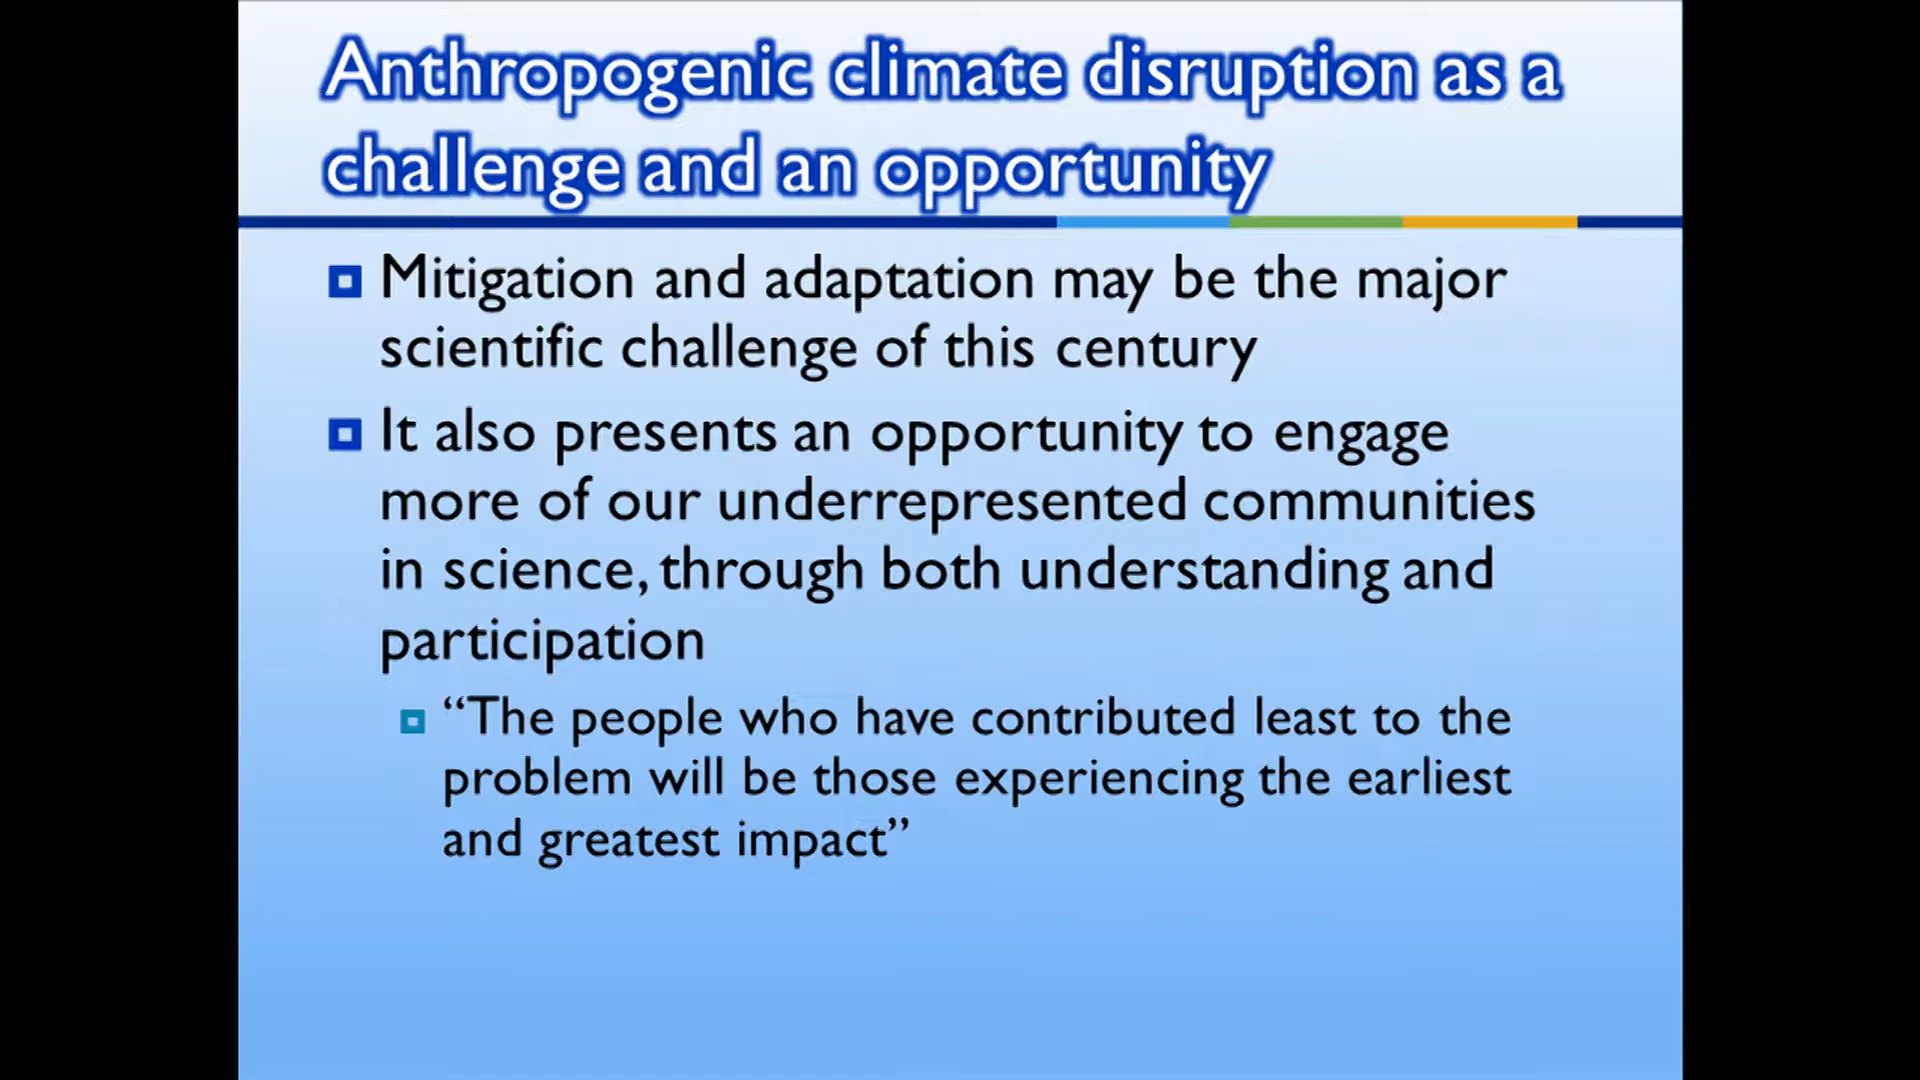 Anthropogenic climate disruption as a
challenge and an opportunity
Mitigation and adaptation may be the major
scientific challenge of this century
It also presents an opportunity to engage
more of our underrepresented communities
in science, through both understanding and
participation
“The people who have contributed least to the
problem will be those experiencing the earliest
and greatest impact”